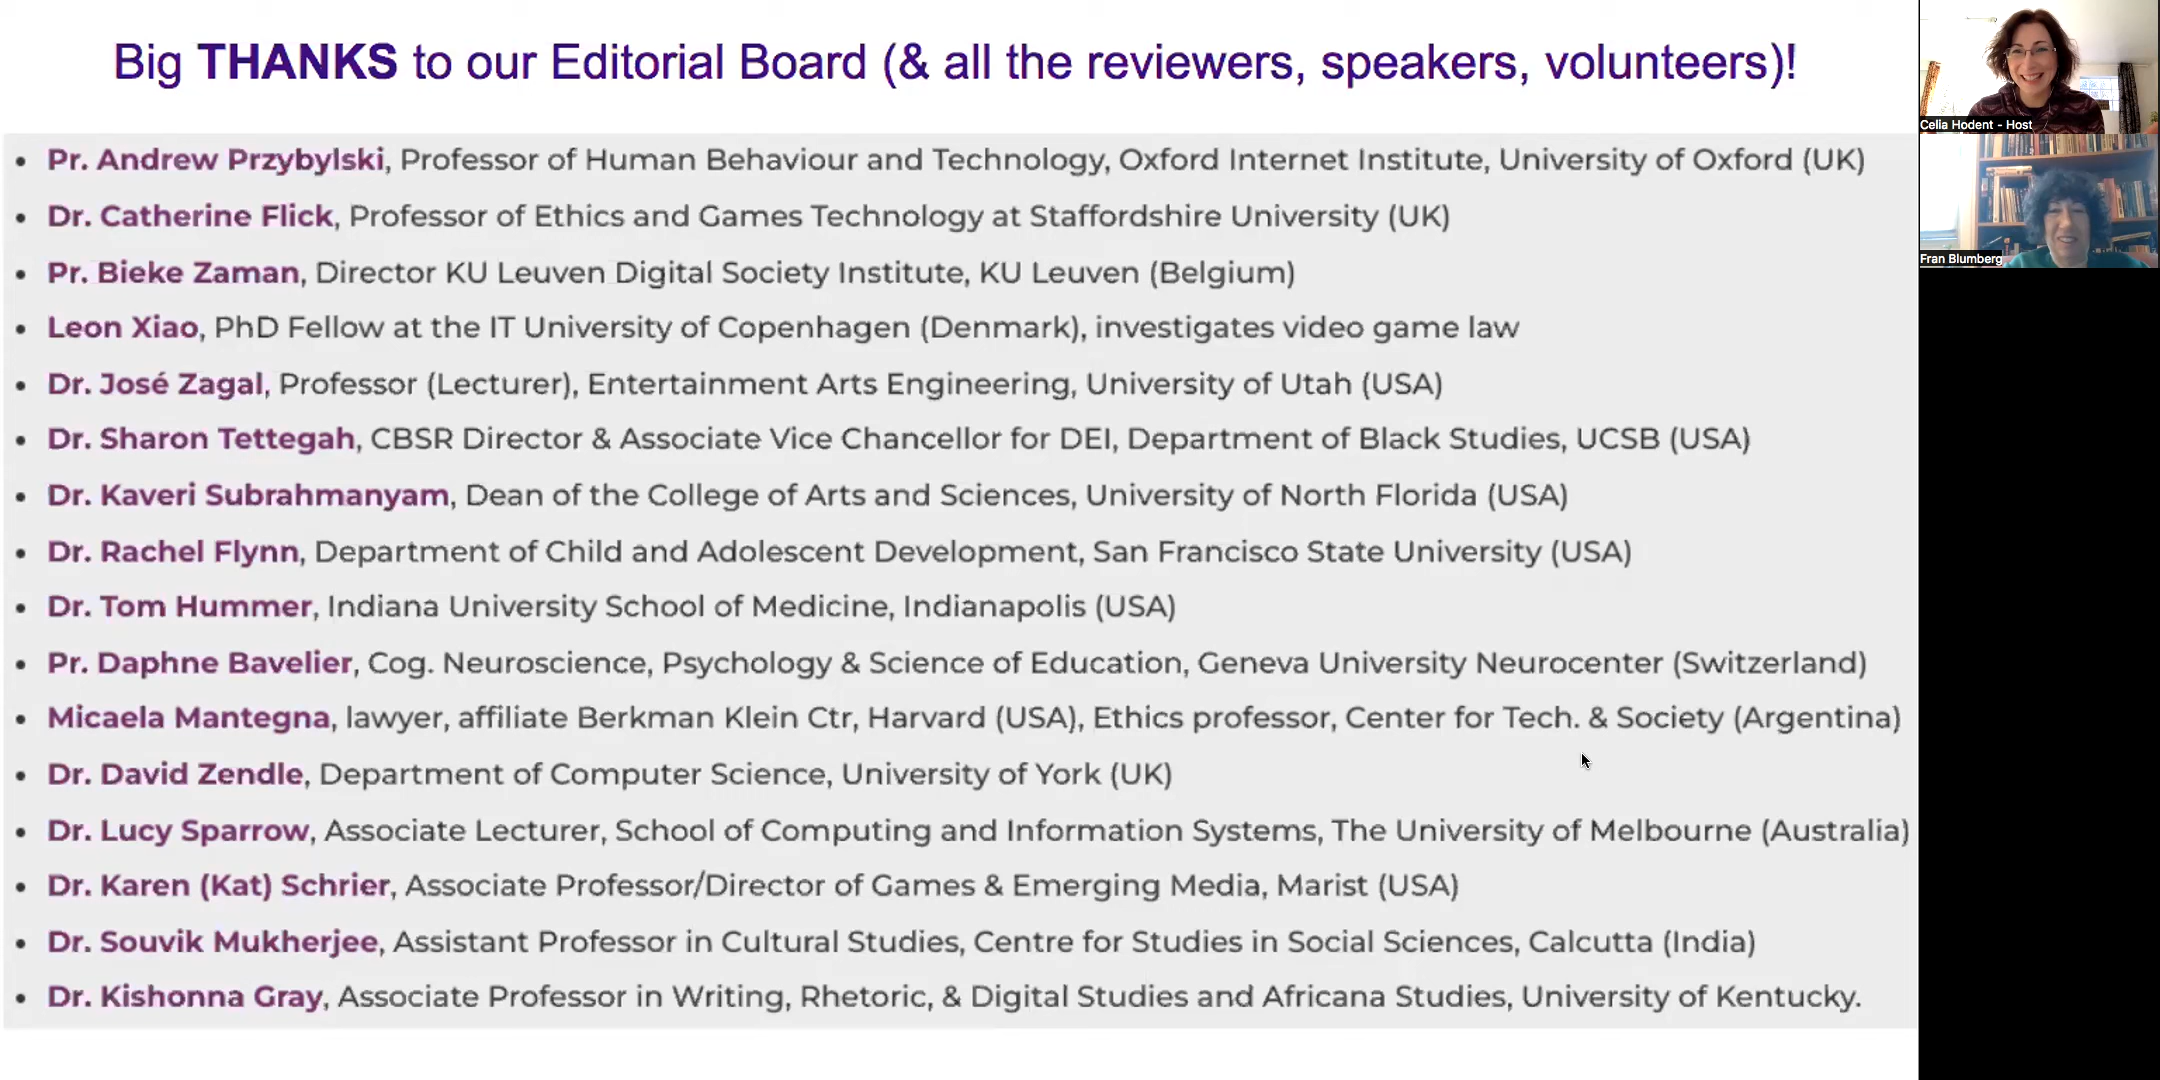 Big THANKS to our Editorial Board (& all the reviewers, speakers, volunteers)!
• Pr. Andrew Przybylski, Professor of Human Behaviour and Technology, Oxford Internet Institute, University of Oxford (UK)
• Dr. Catherine Flick, Professor of Ethics and Games Technology at Staffordshire University (UK)
• Pr. Bieke Zaman, Director KU Leuven Digital Society Institute, KU Leuven (Belgium)
• Leon Xiao, PhD Fellow at the IT University of Copenhagen (Denmark), investigates video game law
• Dr. José Zagal, Professor (Lecturer), Entertainment Arts Engineering, University of Utah (USA)
• Dr. Sharon Tettegah, CBSR Director & Associate Vice Chancellor for DEI, Department of Black Studies, UCSB (USA)
• Dr. Kaveri Subrahmanyam, Dean of the College of Arts and Sciences, University of North Florida (USA)
• Dr. Rachel Flynn, Department of Child and Adolescent Development, San Francisco State University (USA)
• Dr. Tom Hummer, Indiana University School of Medicine, Indianapolis (USA)
• Pr. Daphne Bavelier, Cog. Neuroscience, Psychology & Science of Education, Geneva University Neurocenter (Switzerland)
• Micaela Mantegna, lawyer, affiliate Berkman Klein Ctr, Harvard (USA), Ethics professor, Center for Tech. & Society (Argentina)
• Dr. David Zendle, Department of Computer Science, University of York (UK)
• Dr. Lucy Sparrow, Associate Lecturer, School of Computing and Information Systems, The University of Melbourne (Australia)
• Dr. Karen (Kat) Schrier, Associate Professor/Director of Games & Emerging Media, Marist (USA)
• Dr. Souvik Mukherjee, Assistant Professor in Cultural Studies, Centre for Studies in Social Sciences, Calcutta (India)
• Dr. Kishonna Gray, Associate Professor in Writing, Rhetoric, & Digital Studies and Africana Studies, University of Kentucky.
Celia Hodent - Host
Fran Blumberg